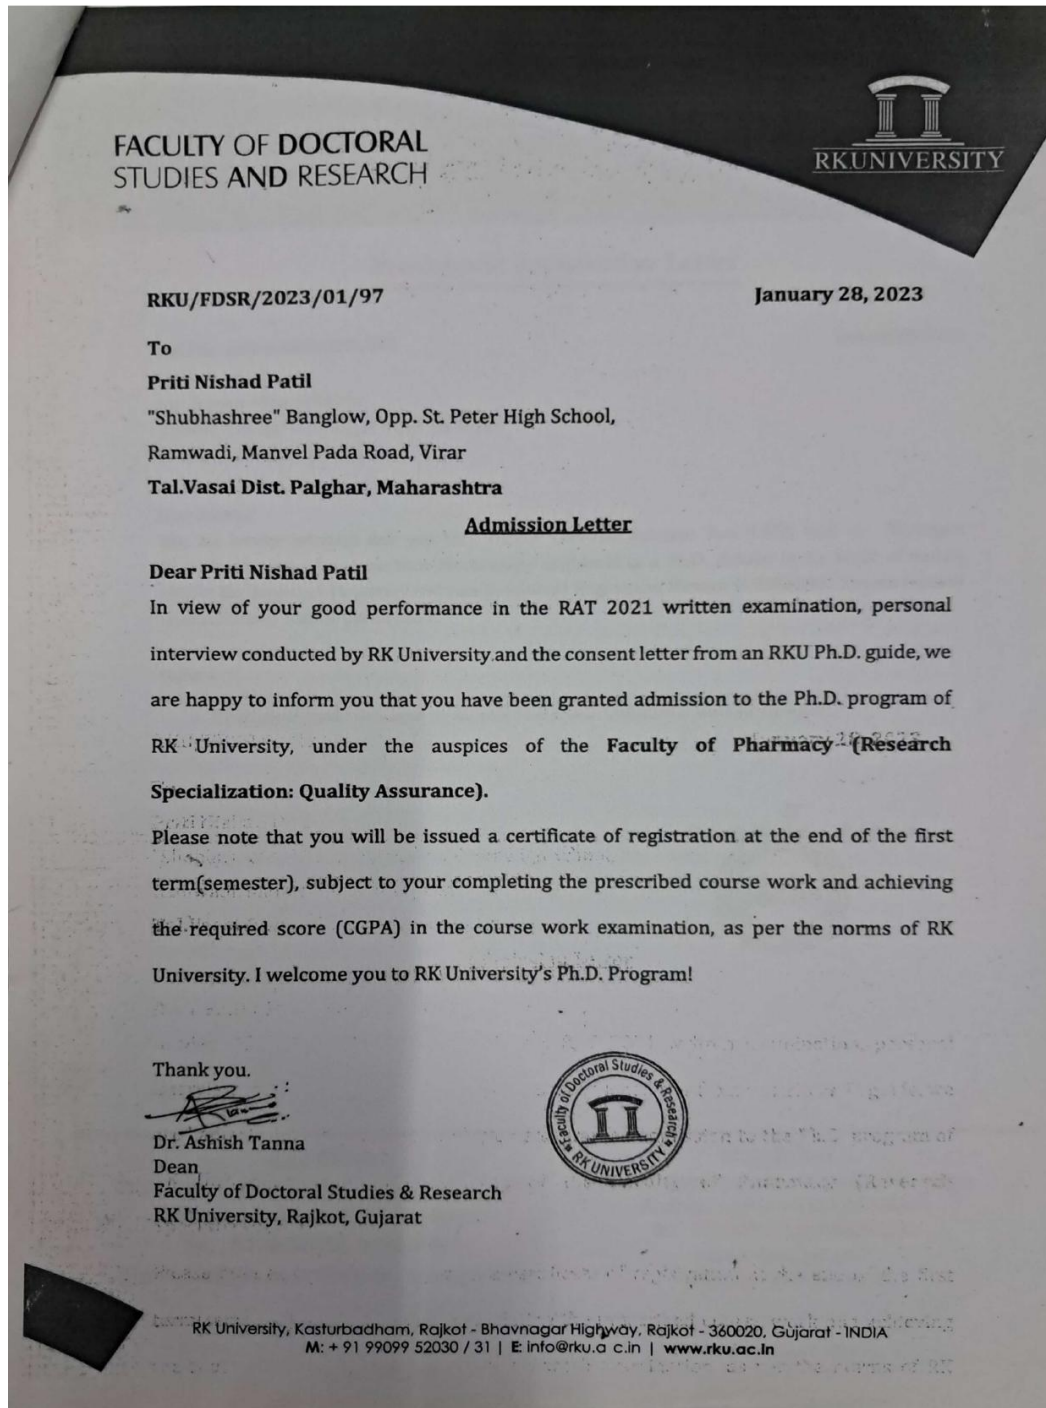 FACULTY OF DOCTORAL
STUDIES AND RESEARCH
RKUNIVERSITY
RKU/FDSR/2023/01/97
January 28, 2023
To
Priti Nishad Patil
"Shubhashree" Banglow, Opp. St. Peter High School,
Ramwadi, Manvel Pada Road, Virar
Tal.Vasai Dist. Palghar, Maharashtra
Admission Letter
Dear Priti Nishad Patil
In view of your good performance in the RAT 2021 written examination, personal
interview conducted by RK University and the consent letter from an RKU Ph.D. guide, we
are happy to inform you that you have been granted admission to the Ph.D. program of
RK University, under the auspices of the Faculty of Pharmacy (Research
Specialization: Quality Assurance).
Please note that you will be issued a certificate of registration at the end of the first
term(semester), subject to your completing the prescribed course work and achieving
the required score (CGPA) in the course work examination, as per the norms of RK
University. I welcome you to RK University's Ph.D. Program!
Thank you.
Dr. Ashish Tanna
Dean
Faculty of Doctoral Studies & Research
RK University, Rajkot, Gujarat
Faculty of Doctoral Studies & Research
RK UNIVERSITY
RK University, Kasturbadham, Rajkot - Bhavnagar Highway, Rajkot - 360020, Gujarat - INDIA
M: + 91 99099 52030 / 31 | E: info@rku.a c.in | www.rku.ac.in